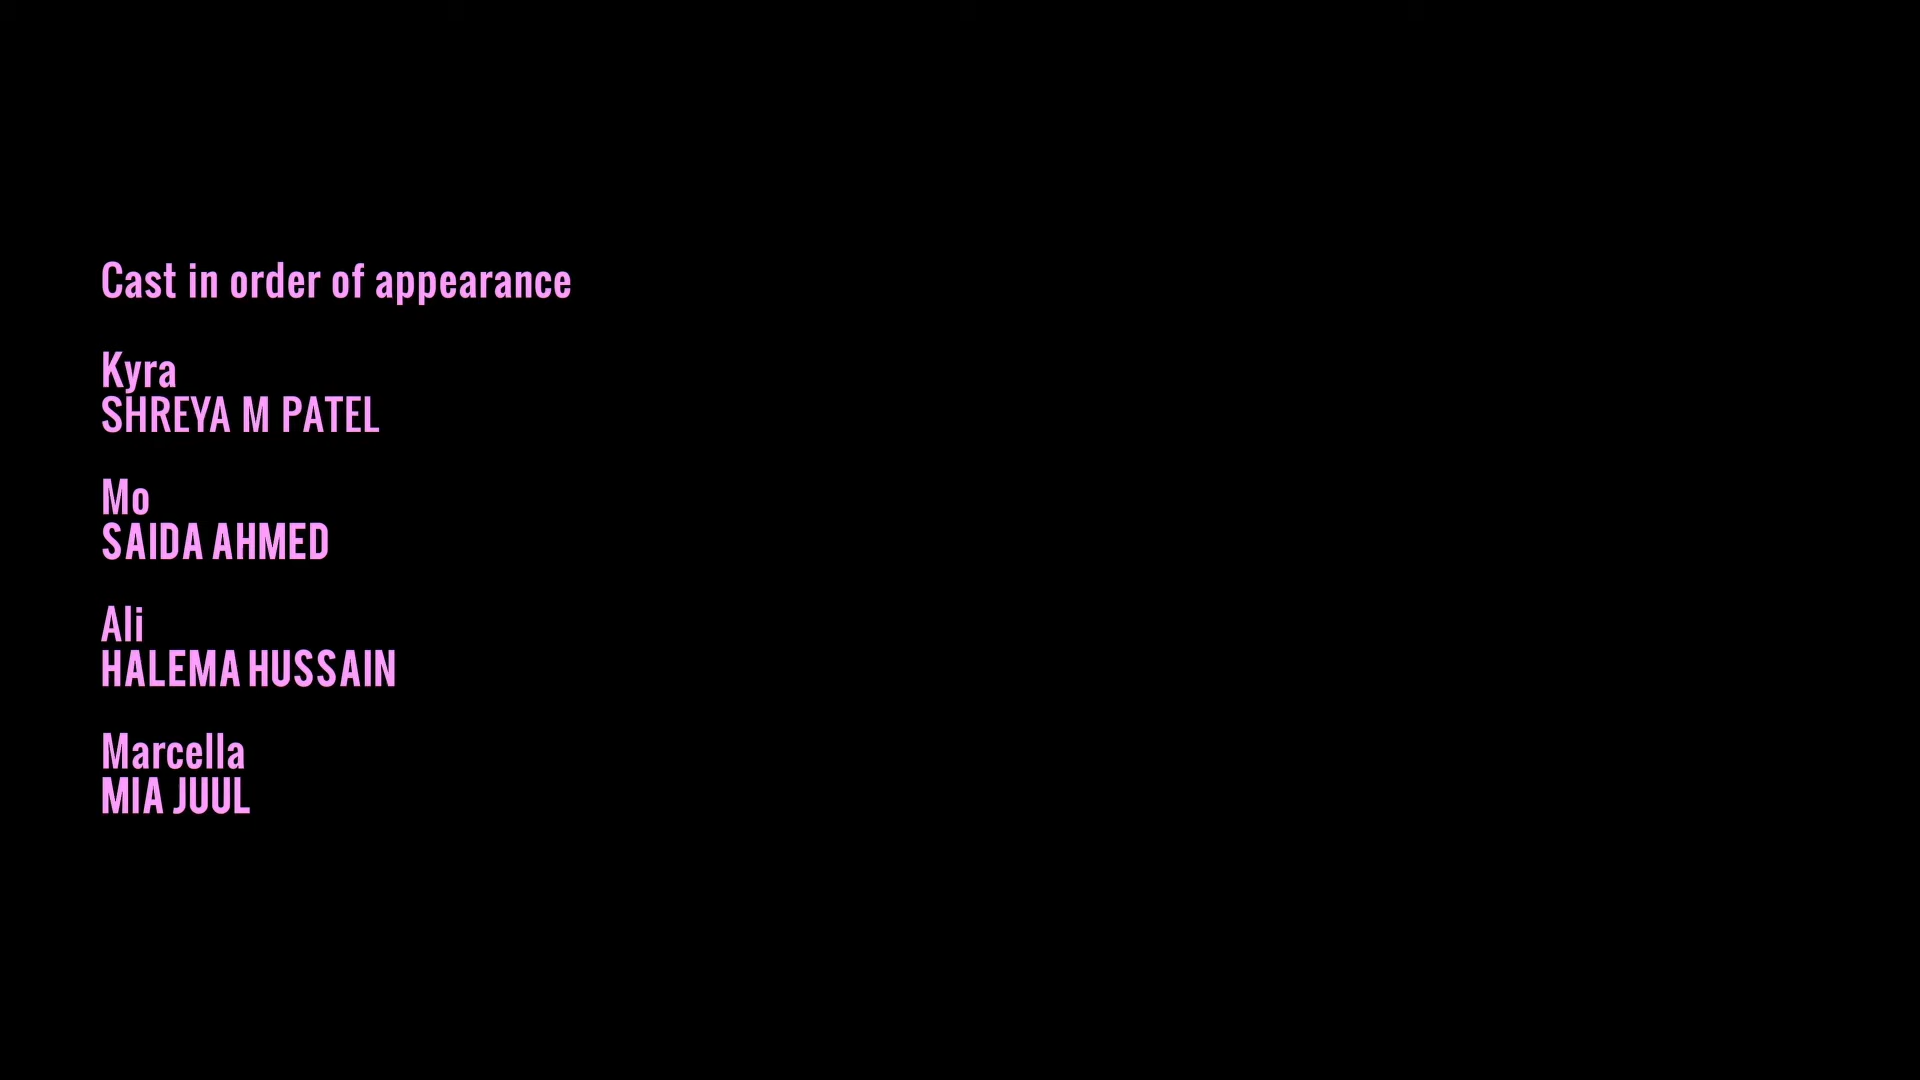 Cast in order of appearance
Kyra
SHREYA M PATEL
Mo
SAIDA AHMED
Ali
HALEMA HUSSAIN
Marcella
MIA JUUL